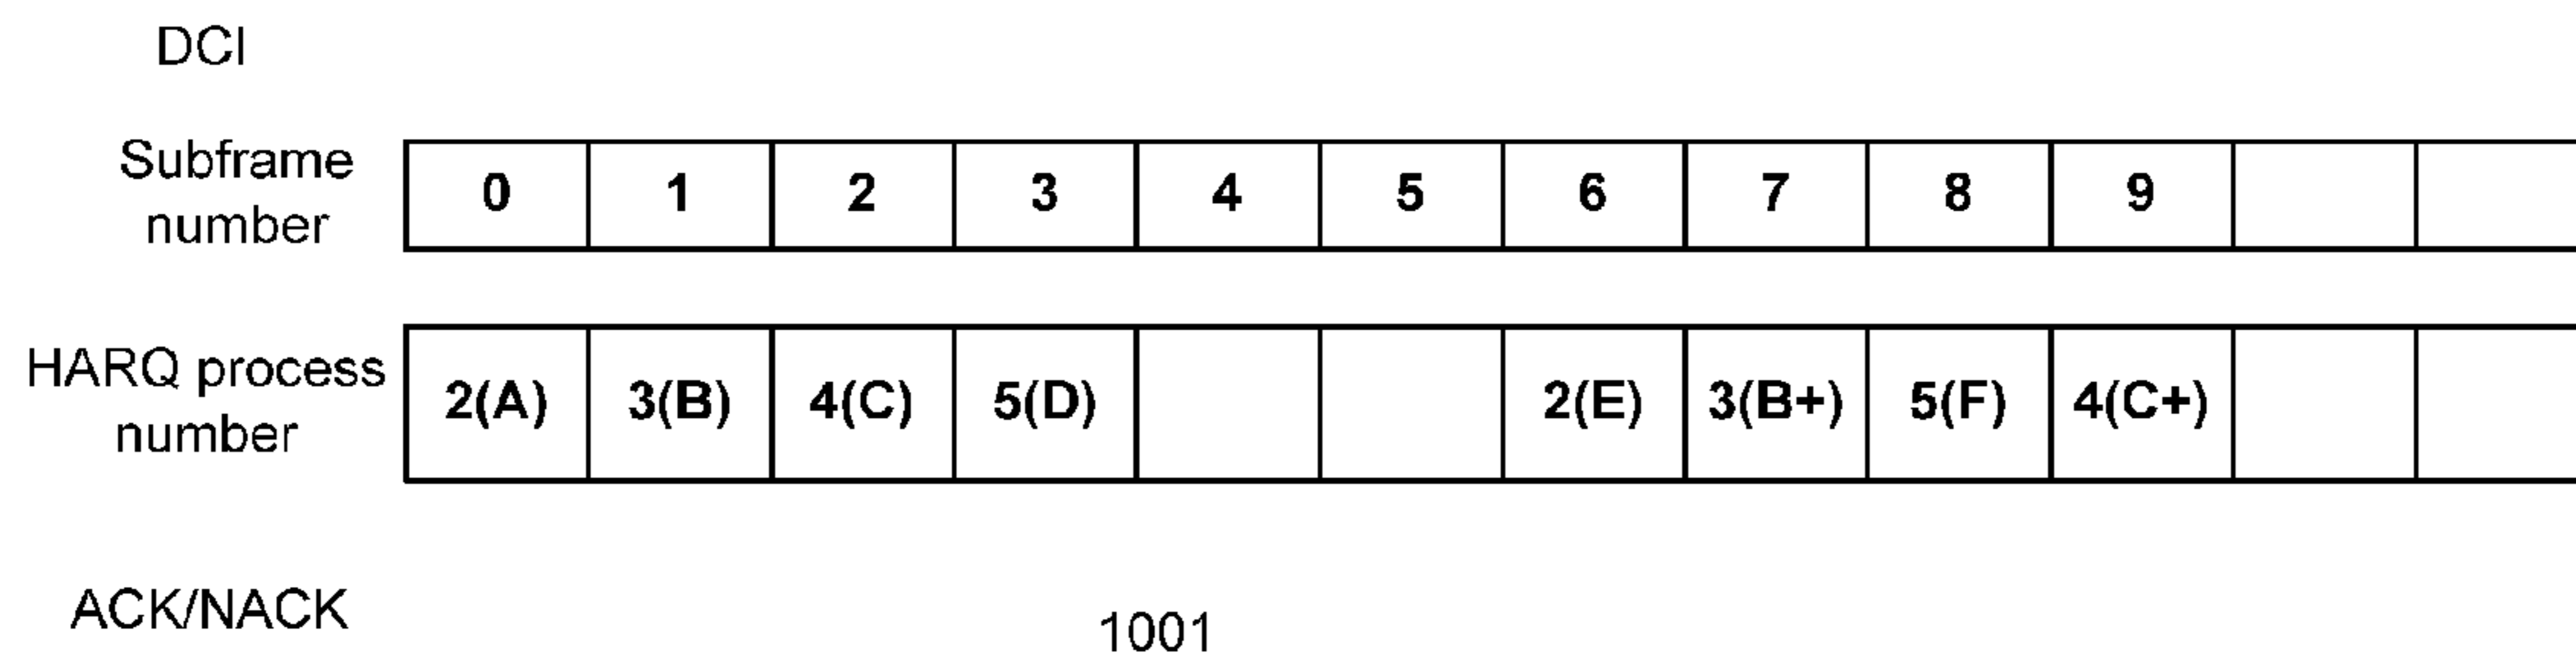 DCI
Subframe
number
0 1 2 3 4 5 6 7 8 9
HARQ process
number
2(A) 3(B) 4(C) 5(D) 2(E) 3(B+) 5(F) 4(C+)
ACK/NACK
1001